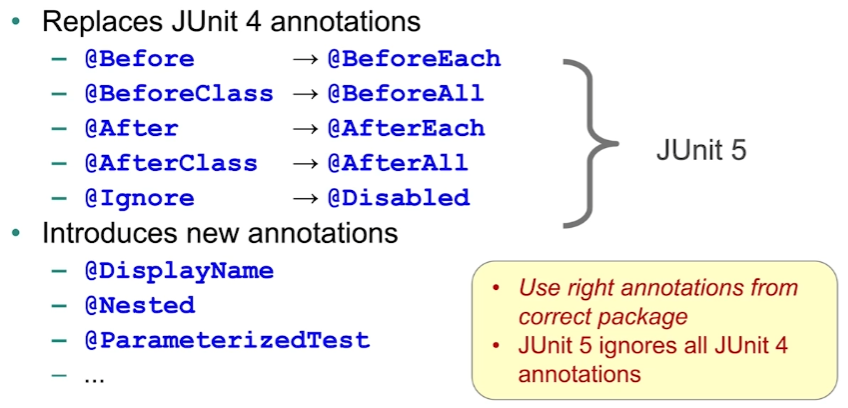 • Replaces JUnit 4 annotations
– @Before → @BeforeEach
– @BeforeClass → @BeforeAll
– @After → @AfterEach
– @AfterClass → @AfterAll
– @Ignore → @Disabled
JUnit 5
• Introduces new annotations
– @DisplayName
– @Nested
– @ParameterizedTest
– ...
• Use right annotations from
correct package
• JUnit 5 ignores all JUnit 4
annotations